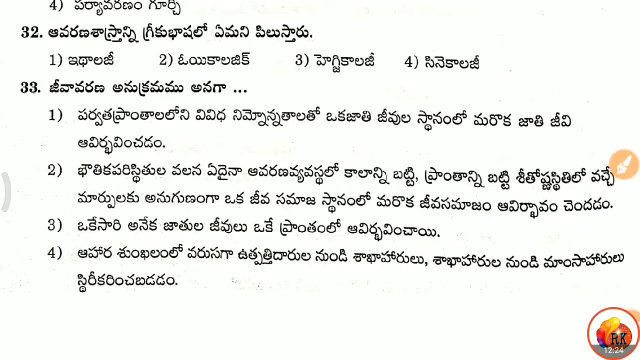 4) పర్యావరణం గూర్చి
32. ఆవరణశాస్త్రాన్ని గ్రీకుభాషలో ఏమని పిలుస్తారు.
1) ఇథాలజీ 2) ఓయికాలజిక్ 3) హెగ్జికాలజీ 4) సినెకాలజీ
33. జీవావరణ అనుక్రమము అనగా ...
1) పర్వతప్రాంతాలలోని వివిధ నిమ్నోన్నతాలతో ఒకజాతి జీవుల స్థానంలో మరొక జాతి జీవి
ఆవిర్భవించడం.
2) భౌతికపరిస్థితుల వలన ఏదైనా ఆవరణవ్యవస్థలో కాలాన్ని బట్టి, ప్రాంతాన్ని బట్టి శీతోష్ణస్థితిలో వచ్చే
మార్పులకు అనుగుణంగా ఒక జీవ సమాజ స్థానంలో మరొక జీవసమాజం ఆవిర్భావం చెందడం.
3) ఒకేసారి అనేక జాతుల జీవులు ఒకే ప్రాంతంలో ఆవిర్భవించాయి.
4) ఆహార శుంఖలంలో వరుసగా ఉత్పత్తిదారుల నుండి శాఖాహారులు, శాఖాహారుల నుండి మాంసాహారులు
స్థిరీకరించబడడం.
RK
12:24